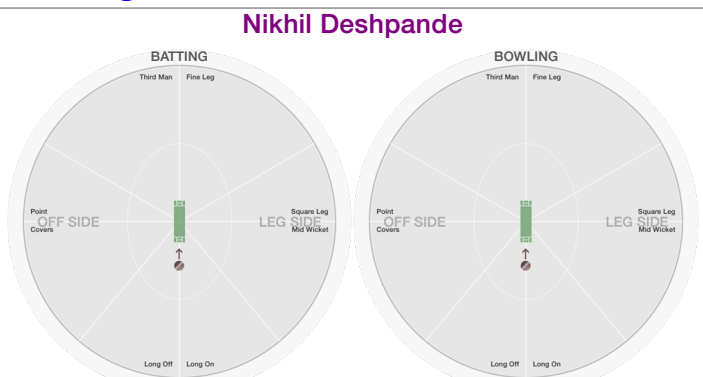 Nikhil Deshpande
BATTING
Third Man Fine Leg
Point
OFF SIDE
Covers
Square Leg
LEG SIDE
Mid Wicket
Long Off Long On
BOWLING
Third Man Fine Leg
Point
OFF SIDE
Covers
Square Leg
LEG SIDE
Mid Wicket
Long Off Long On